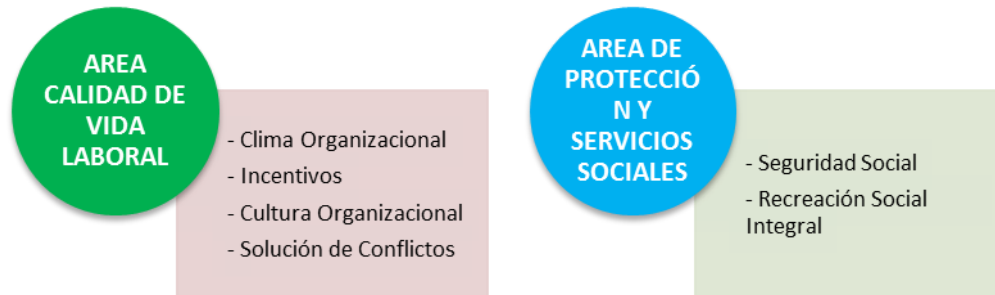 AREA
CALIDAD DE
VIDA
LABORAL
- Clima Organizacional
- Incentivos
- Cultura Organizacional
- Solución de Conflictos
AREA DE
PROTECCIÓ
N Y
SERVICIOS
SOCIALES
- Seguridad Social
- Recreación Social
Integral